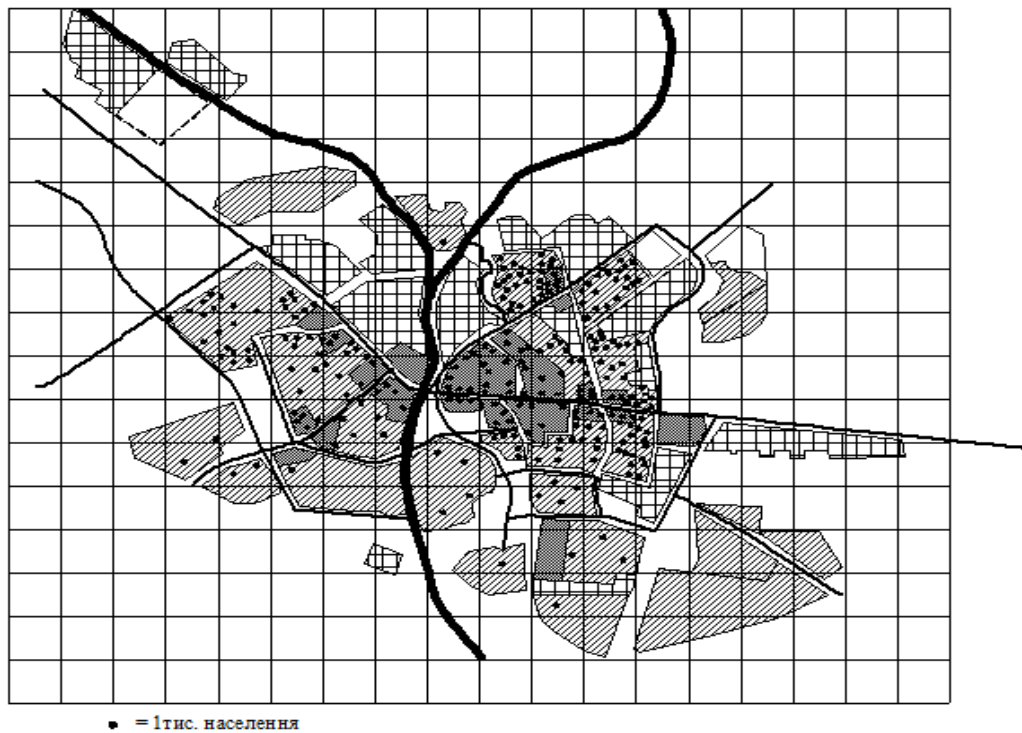 = 1тис. населення